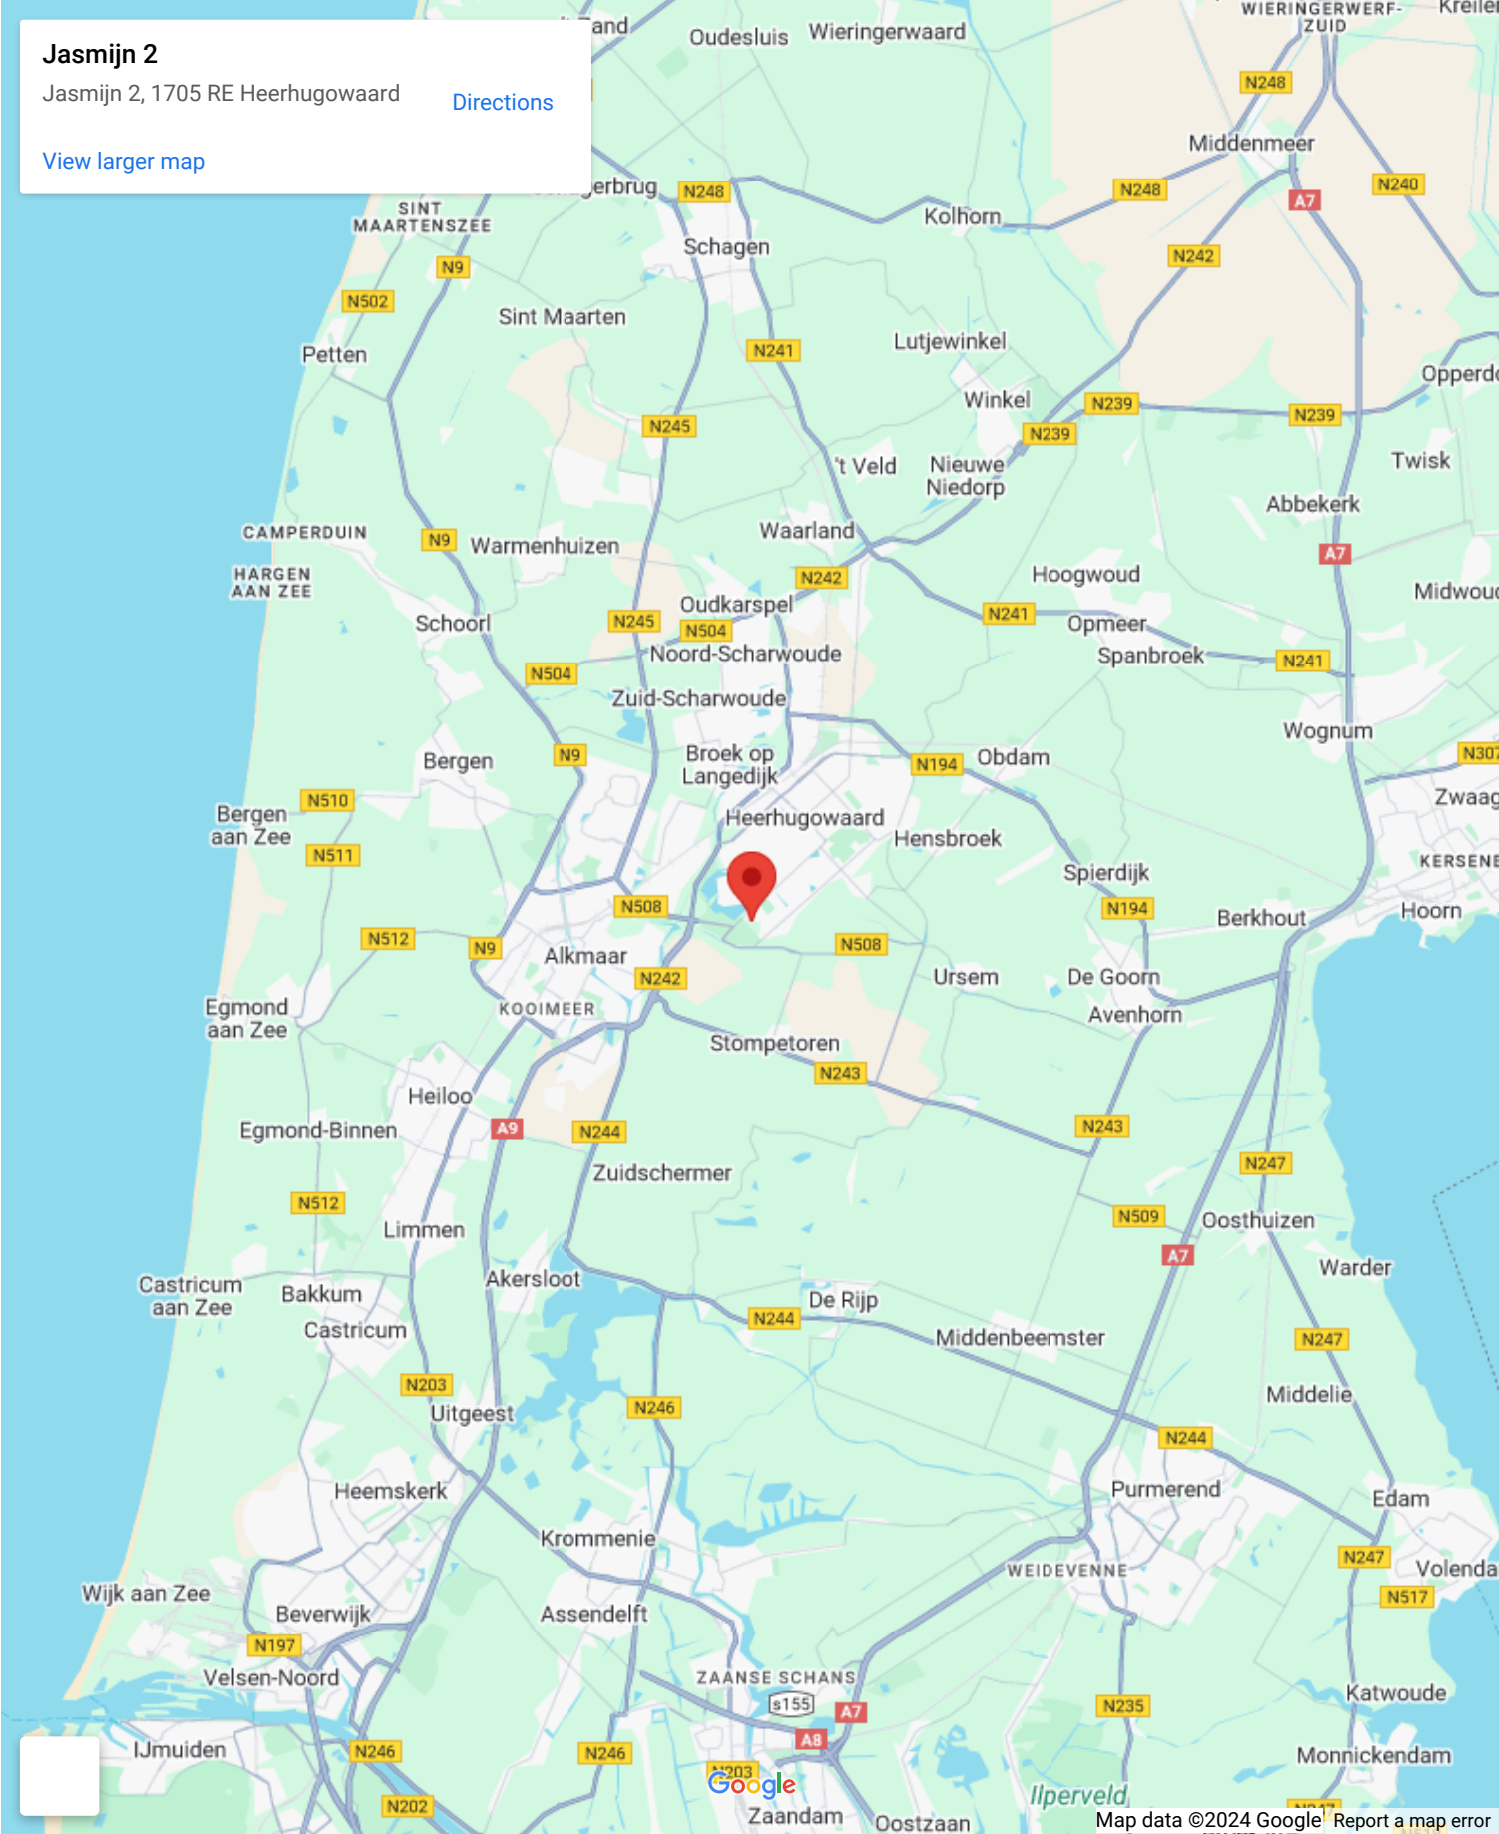 Jasmijn 2
Jasmijn 2, 1705 RE Heerhugowaard
Directions
View larger map
Oudesluis
Wieringerwaard
WIERINGERWERF-
ZUID
N248
Middenmeer
N248
N240
A7
N248
Kolhorn
SINT
MAARTENSZEE
Schagen
N242
N9
N502
Sint Maarten
Lutjewinkel
Petten
N241
Winkel
N239
N239
N245
N239
't Veld
Nieuwe
Niedorp
Twisk
Abbekerk
CAMPERDUIN
N9
Warmenhuizen
Waarland
A7
HARGEN
AAN ZEE
N242
Hoogwoud
Oudkarspel
Schoorl
N245
N504
N241
Opmeer
Noord-Scharwoude
Spanbroek
N241
N504
Zuid-Scharwoude
Wognum
Bergen
N9
Broek op
Langedijk
N194
Obdam
N510
Bergen
aan Zee
Heerhugowaard
Hensbroek
N511
Spierdijk
N508
N194
Berkhout
Hoorn
N512
N9
Alkmaar
N508
N242
Ursem
De Goorn
Egmond
aan Zee
KOOIMEER
Avenhorn
Stompetoren
N243
Heiloo
Egmond-Binnen
A9
N244
N243
Zuidschermer
N247
N512
N509
Oosthuizen
Limmen
A7
Warder
Castricum
aan Zee
Bakkum
Akersloot
De Rijp
Castricum
N244
Middenbeemster
N247
N203
Uitgeest
N246
Middelie
N244
Heemskerk
Purmerend
Edam
Krommenie
N247
WEIDEVENNE
Wijk aan Zee
N517
Beverwijk
Assendelft
N197
Velsen-Noord
ZAANSE SCHANS
s155
A7
N235
Katwoude
IJmuiden
N246
N246
A8
Monnickendam
N203
Google
Ilperveld
N202
Zaandam
Oostzaan
Map data ©2024 Google
Report a map error